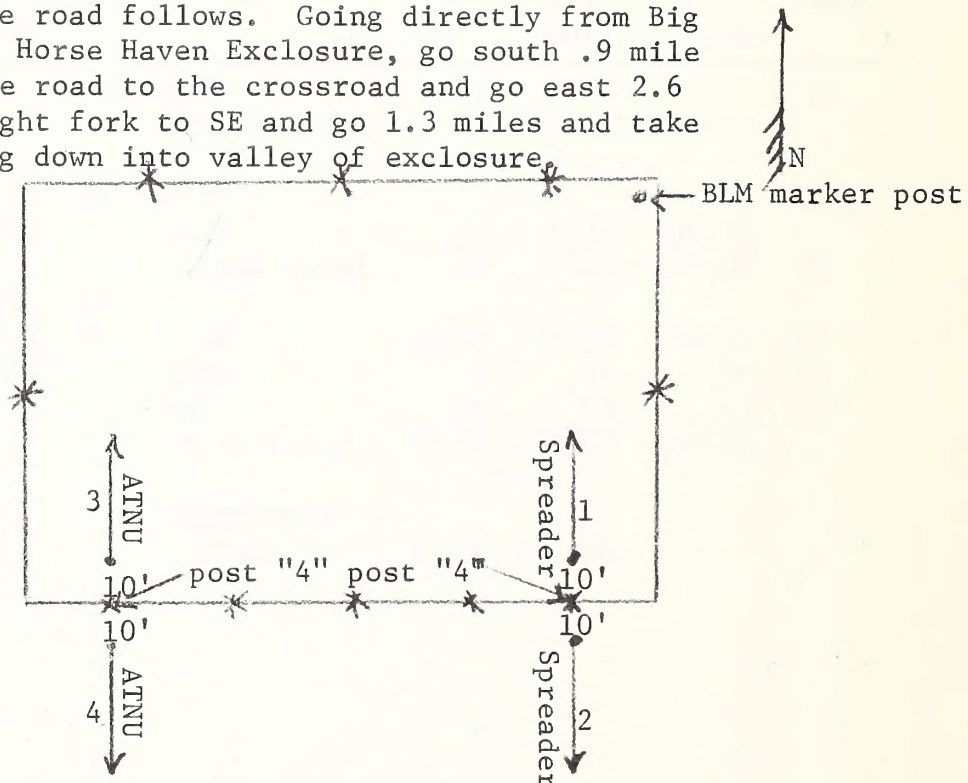 e road follows. Going directly from Big
Horse Haven Exclosure, go south .9 mile
e road to the crossroad and go east 2.6
ght fork to SE and go 1.3 miles and take
g down into valley of exclosure.
N
BLM marker post
3
ATNU
Spreader
1
10'
post "4" post "4"
10'
10'
10'
4
ATNU
Spreader
2